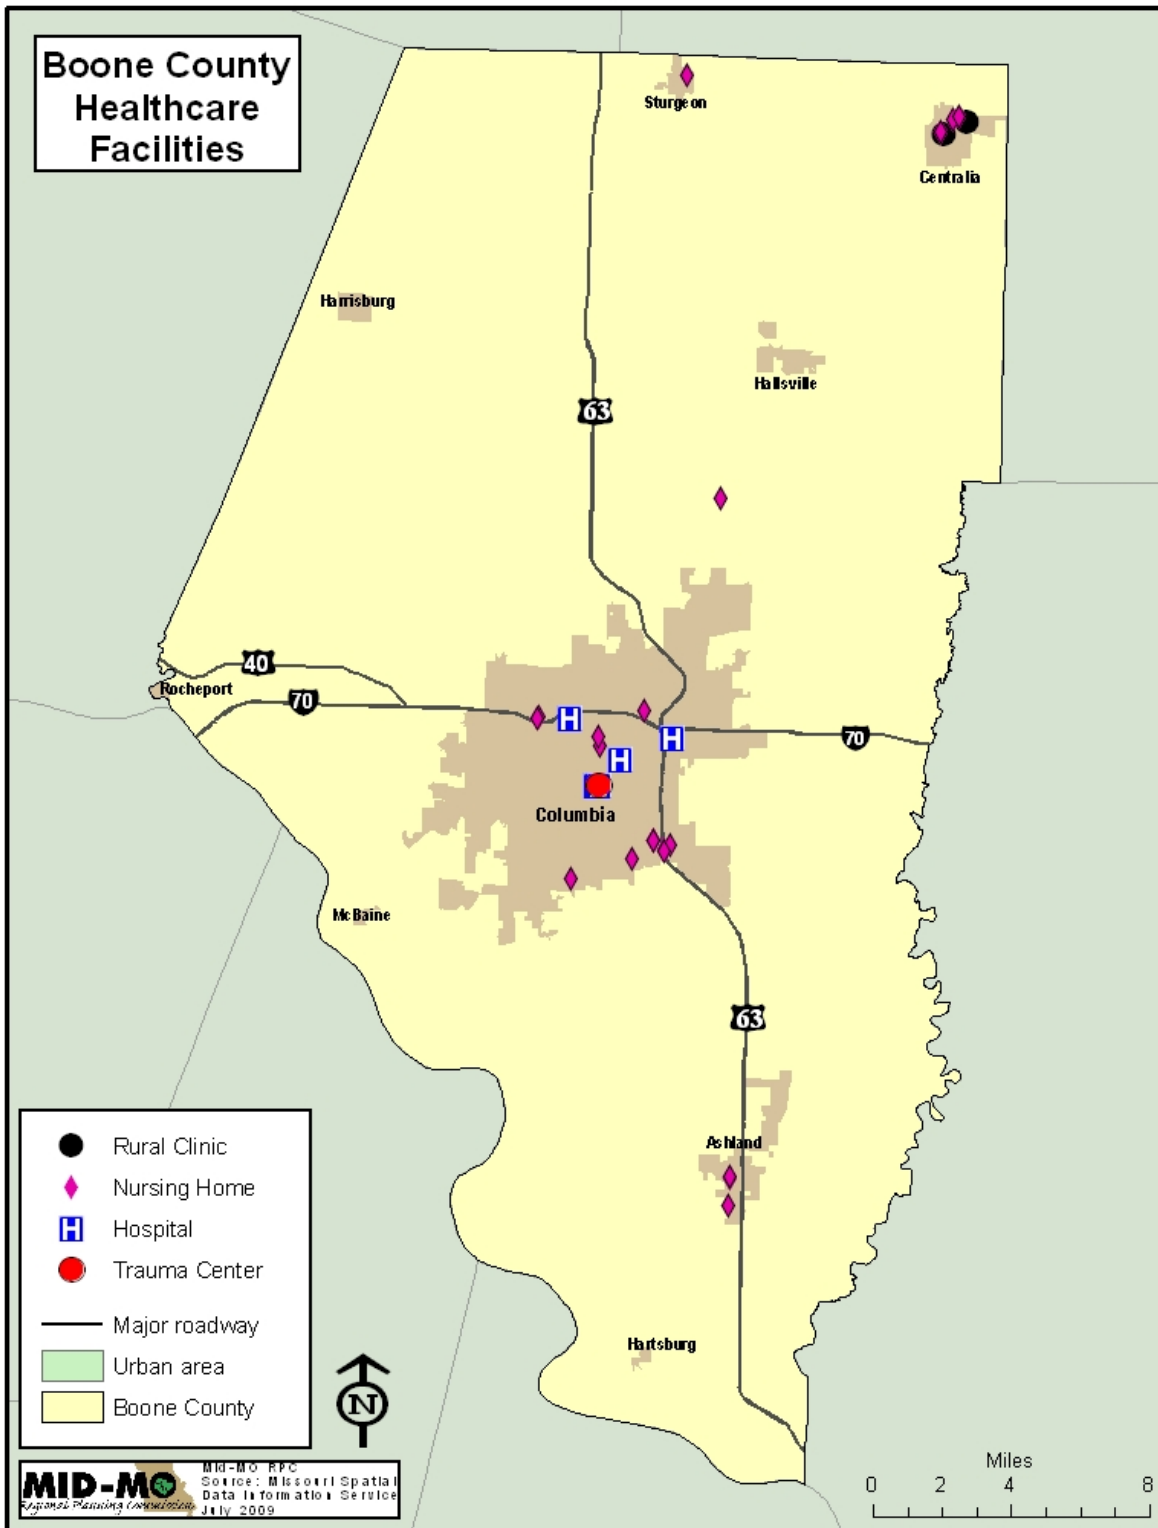 Boone County
Healthcare
Facilities
Sturgeon
Centralia
Harrisburg
Hallsville
63
40
Rocheport
70
H
H
70
H
Columbia
McBaine
63
Ashland
Hartsburg
Rural Clinic
Nursing Home
H Hospital
Trauma Center
Major roadway
Urban area
Boone County
N
MID-MO
Regional Planning Commission
Mid-MO RPC
Source: Missouri Spatial
Data Information Service
July 2009
Miles
0 2 4 8